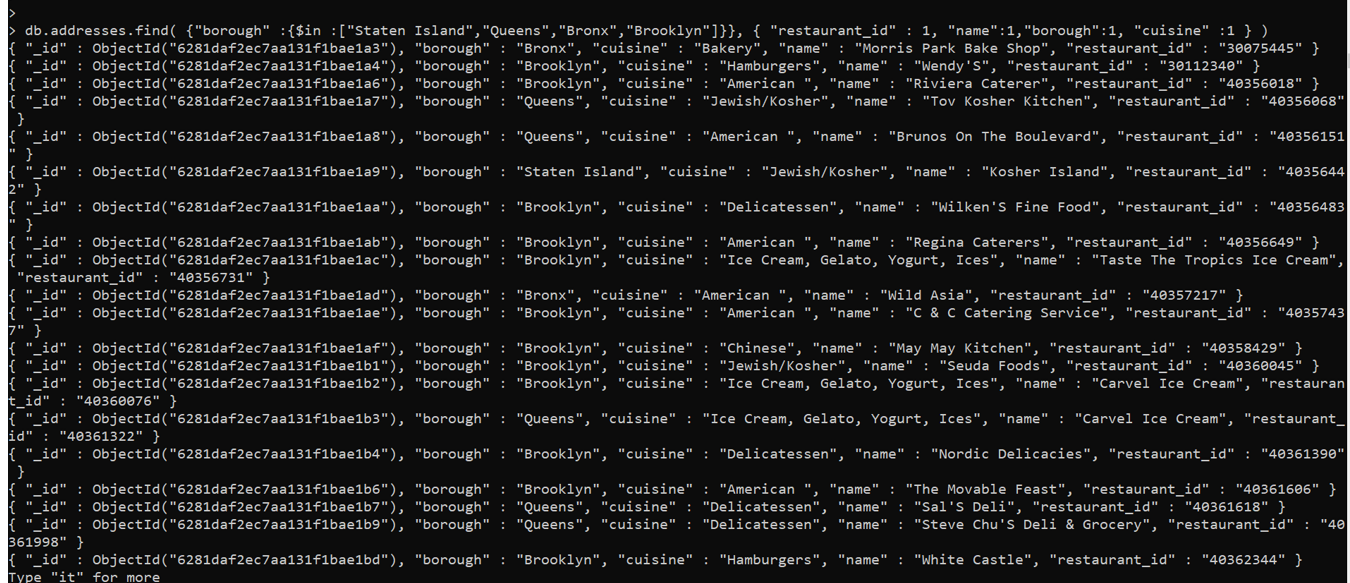 >
> db.addresses.find( {"borough" :{$in :["Staten Island","Queens","Bronx","Brooklyn"]}}, { "restaurant_id" : 1, "name":1,"borough":1, "cuisine" :1 } )
{ "_id" : ObjectId("6281daf2ec7aa131f1bae1a3"), "borough" : "Bronx", "cuisine" : "Bakery", "name" : "Morris Park Bake Shop", "restaurant_id" : "30075445" }
{ "_id" : ObjectId("6281daf2ec7aa131f1bae1a4"), "borough" : "Brooklyn", "cuisine" : "Hamburgers", "name" : "Wendy'S", "restaurant_id" : "30112340" }
{ "_id" : ObjectId("6281daf2ec7aa131f1bae1a6"), "borough" : "Brooklyn", "cuisine" : "American ", "name" : "Riviera Caterer", "restaurant_id" : "40356018" }
{ "_id" : ObjectId("6281daf2ec7aa131f1bae1a7"), "borough" : "Queens", "cuisine" : "Jewish/Kosher", "name" : "Tov Kosher Kitchen", "restaurant_id" : "40356068"
 }
{ "_id" : ObjectId("6281daf2ec7aa131f1bae1a8"), "borough" : "Queens", "cuisine" : "American ", "name" : "Brunos On The Boulevard", "restaurant_id" : "40356151
" }
{ "_id" : ObjectId("6281daf2ec7aa131f1bae1a9"), "borough" : "Staten Island", "cuisine" : "Jewish/Kosher", "name" : "Kosher Island", "restaurant_id" : "4035644
2" }
{ "_id" : ObjectId("6281daf2ec7aa131f1bae1aa"), "borough" : "Brooklyn", "cuisine" : "Delicatessen", "name" : "Wilken'S Fine Food", "restaurant_id" : "40356483
" }
{ "_id" : ObjectId("6281daf2ec7aa131f1bae1ab"), "borough" : "Brooklyn", "cuisine" : "American ", "name" : "Regina Caterers", "restaurant_id" : "40356649" }
{ "_id" : ObjectId("6281daf2ec7aa131f1bae1ac"), "borough" : "Brooklyn", "cuisine" : "Ice Cream, Gelato, Yogurt, Ices", "name" : "Taste The Tropics Ice Cream",
 "restaurant_id" : "40356731" }
{ "_id" : ObjectId("6281daf2ec7aa131f1bae1ad"), "borough" : "Bronx", "cuisine" : "American ", "name" : "Wild Asia", "restaurant_id" : "40357217" }
{ "_id" : ObjectId("6281daf2ec7aa131f1bae1ae"), "borough" : "Brooklyn", "cuisine" : "American ", "name" : "C & C Catering Service", "restaurant_id" : "4035743
7" }
{ "_id" : ObjectId("6281daf2ec7aa131f1bae1af"), "borough" : "Brooklyn", "cuisine" : "Chinese", "name" : "May May Kitchen", "restaurant_id" : "40358429" }
{ "_id" : ObjectId("6281daf2ec7aa131f1bae1b1"), "borough" : "Brooklyn", "cuisine" : "Jewish/Kosher", "name" : "Seuda Foods", "restaurant_id" : "40360045" }
{ "_id" : ObjectId("6281daf2ec7aa131f1bae1b2"), "borough" : "Brooklyn", "cuisine" : "Ice Cream, Gelato, Yogurt, Ices", "name" : "Carvel Ice Cream", "restauran
t_id" : "40360076" }
{ "_id" : ObjectId("6281daf2ec7aa131f1bae1b3"), "borough" : "Queens", "cuisine" : "Ice Cream, Gelato, Yogurt, Ices", "name" : "Carvel Ice Cream", "restaurant_
id" : "40361322" }
{ "_id" : ObjectId("6281daf2ec7aa131f1bae1b4"), "borough" : "Brooklyn", "cuisine" : "Delicatessen", "name" : "Nordic Delicacies", "restaurant_id" : "40361390"
 }
{ "_id" : ObjectId("6281daf2ec7aa131f1bae1b6"), "borough" : "Brooklyn", "cuisine" : "American ", "name" : "The Movable Feast", "restaurant_id" : "40361606" }
{ "_id" : ObjectId("6281daf2ec7aa131f1bae1b7"), "borough" : "Queens", "cuisine" : "Delicatessen", "name" : "Sal'S Deli", "restaurant_id" : "40361618" }
{ "_id" : ObjectId("6281daf2ec7aa131f1bae1b9"), "borough" : "Queens", "cuisine" : "Delicatessen", "name" : "Steve Chu'S Deli & Grocery", "restaurant_id" : "40
361998" }
{ "_id" : ObjectId("6281daf2ec7aa131f1bae1bd"), "borough" : "Brooklyn", "cuisine" : "Hamburgers", "name" : "White Castle", "restaurant_id" : "40362344" }
Type "it" for more